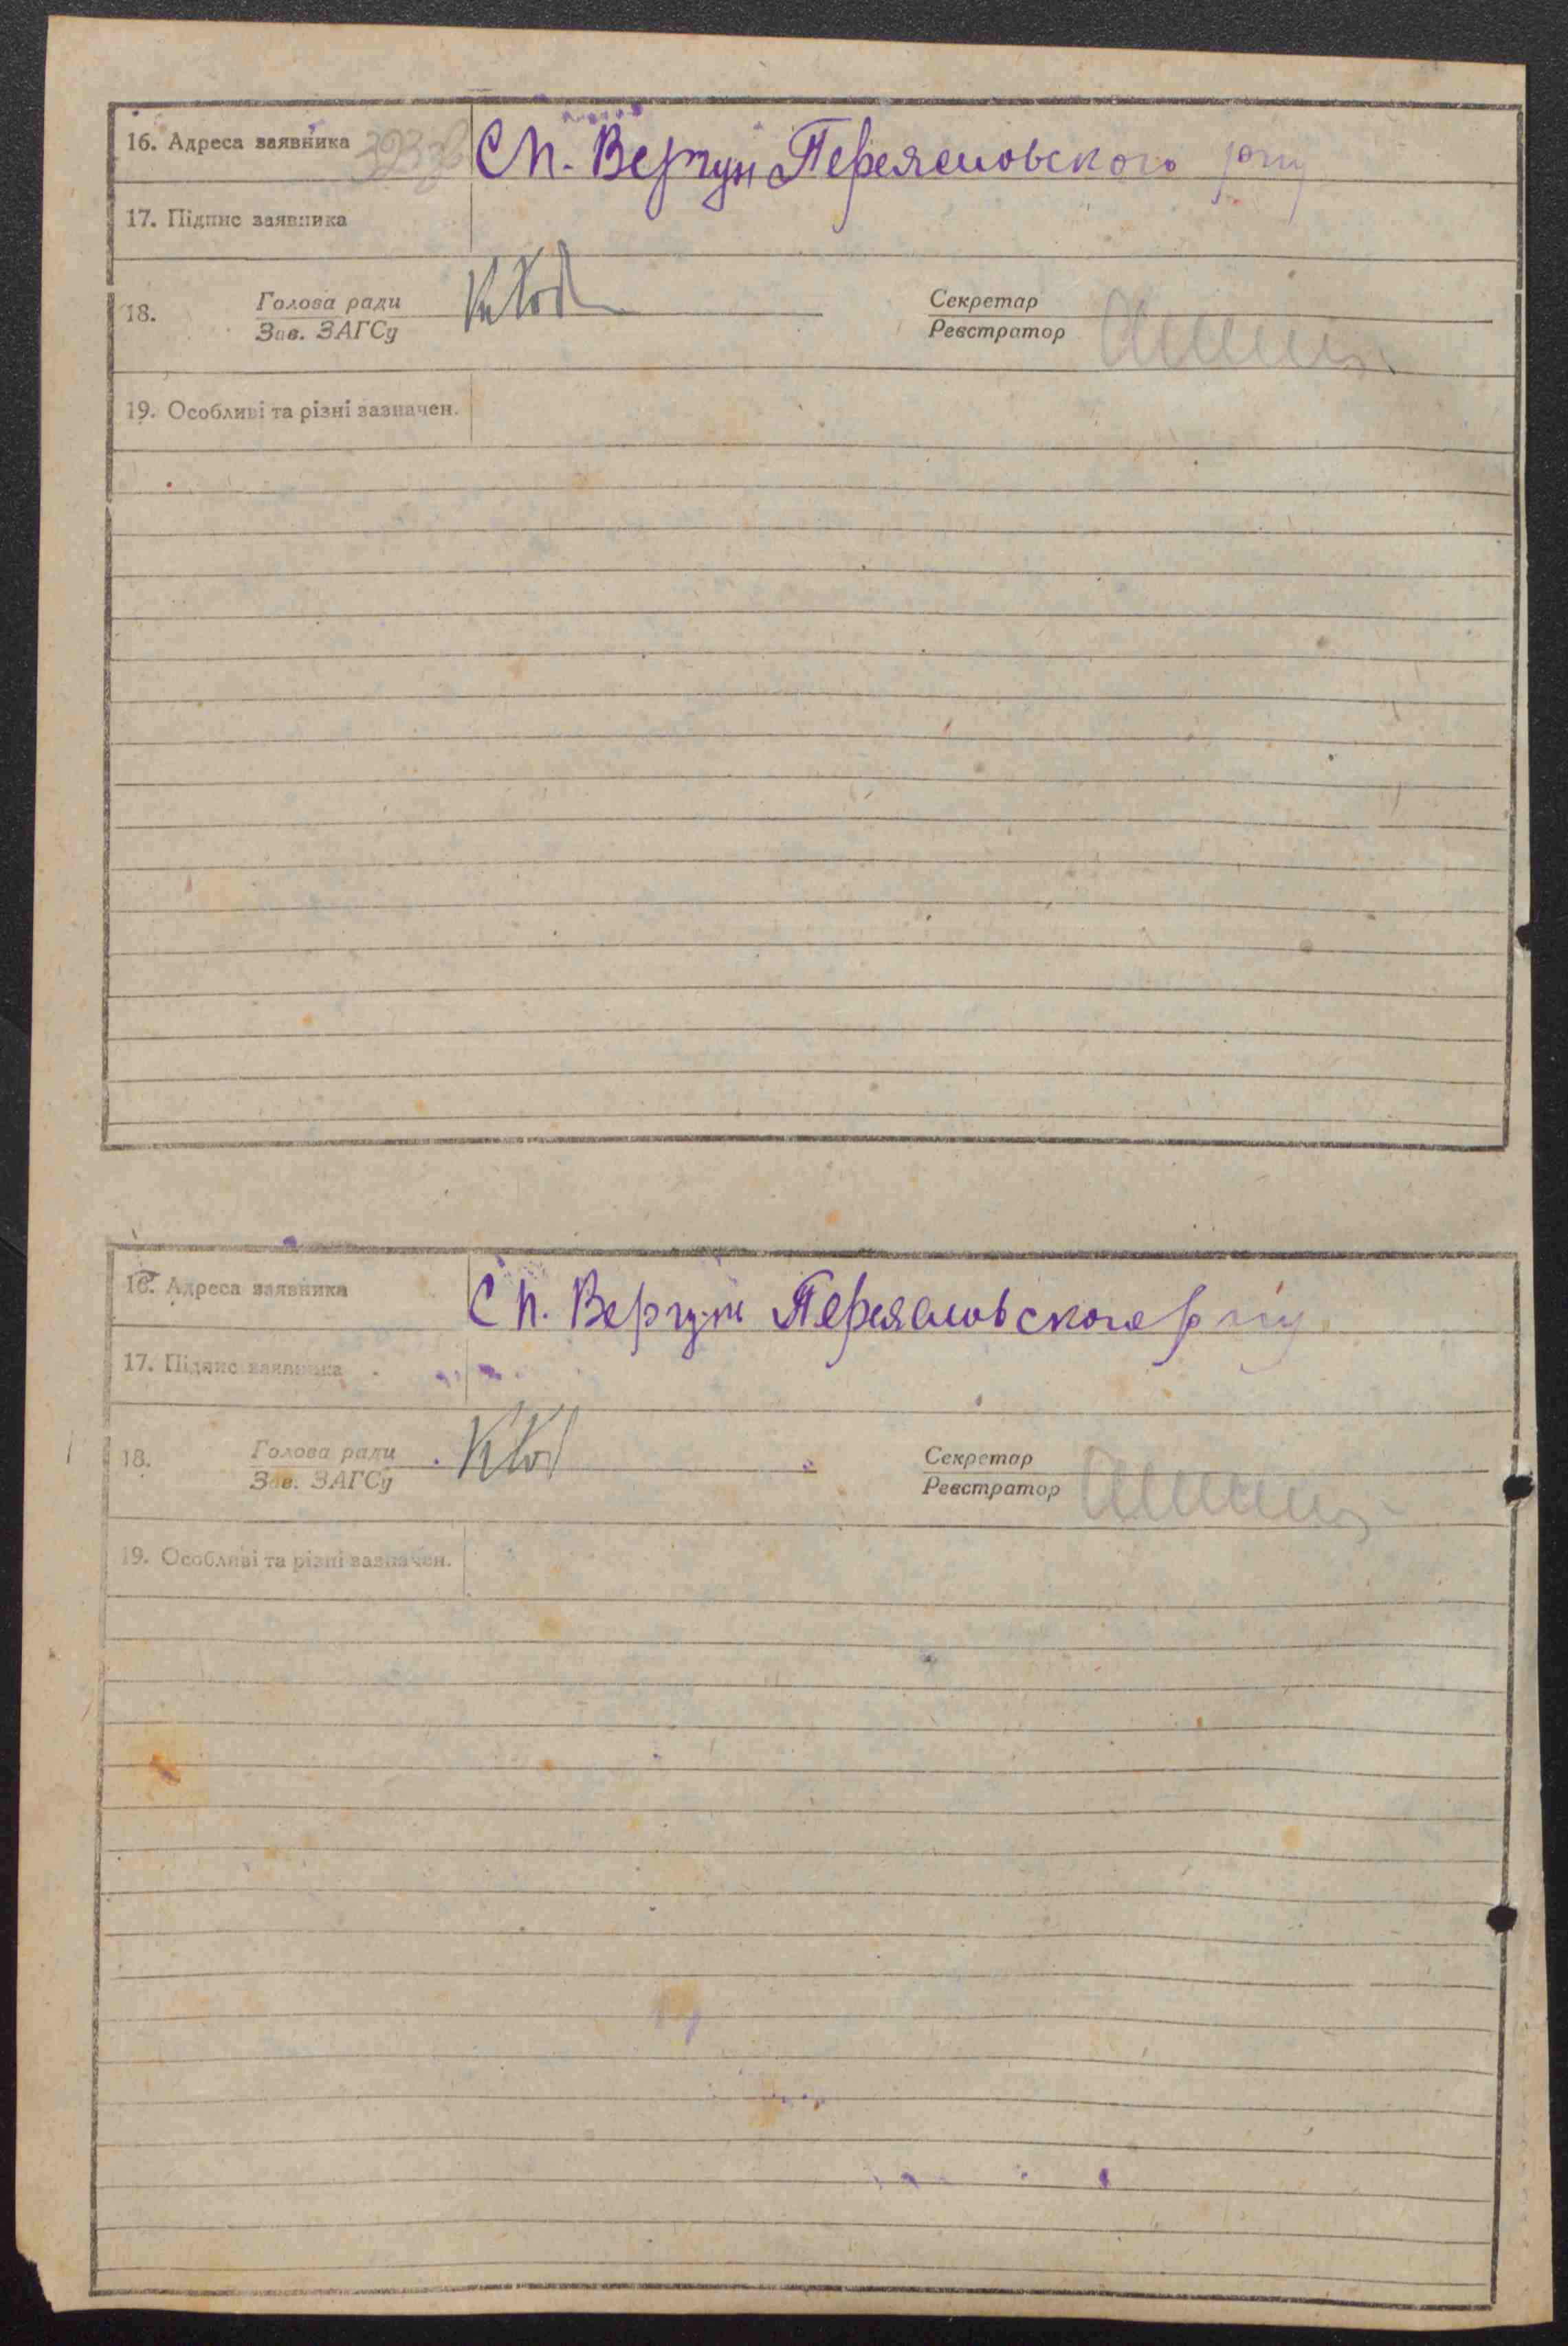 16. Адреса заявника Сп. Вергуни Переяславського р-ну
17. Підпис заявника
18. Голова ради Секретар
Зав. ЗАГСу Реєстратор
19. Особливі та різні зазначен.
16. Адреса заявника Сп. Вергуни Переяславського р-ну
17. Підпис заявника
18. Голова ради Секретар
Зав. ЗАГСу Реєстратор
19. Особливі та різні зазначен.